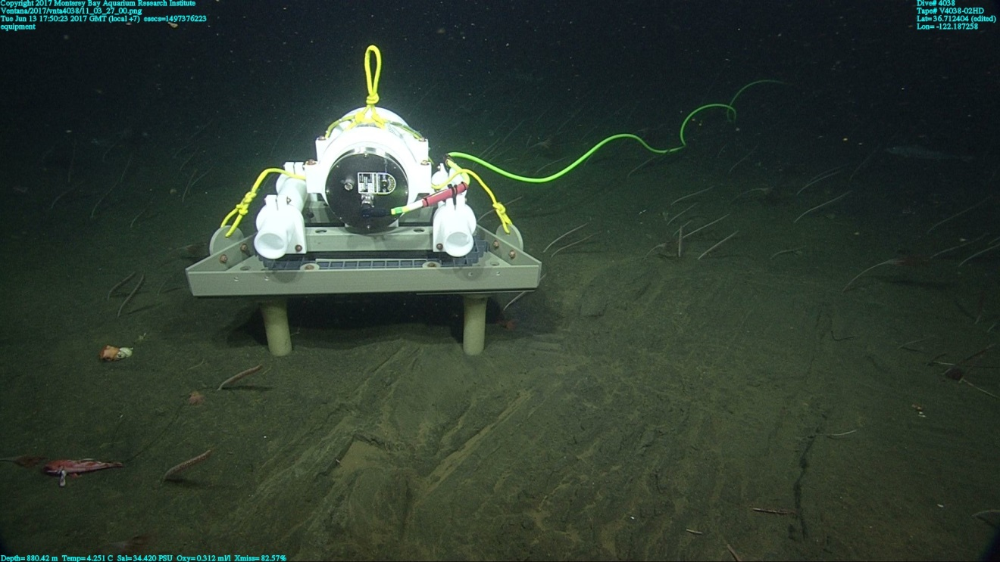 Copyright 2017 Monterey Bay Aquarium Research Institute
Ventana/2017/vnta4038/11_03_27_00.png
Tue Jun 13 17:50:23 2017 GMT (local +7) esecs=1497376223
equipment
Dive# 4038
Tape# V4038-02HD
Lat= 36.712404 (edited)
Lon= -122.187258
Depth= 880.42 m Temp= 4.251 C Sal= 34.420 PSU Oxy= 0.312 ml/l Xmiss= 82.57%